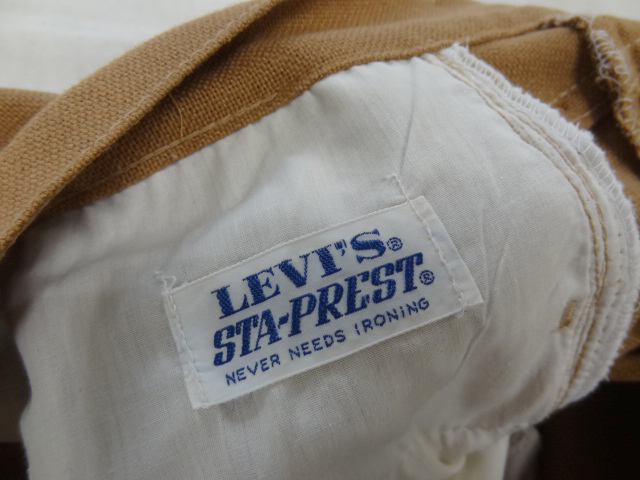 LEVI'S®
STA-PREST®
NEVER NEEDS IRONING